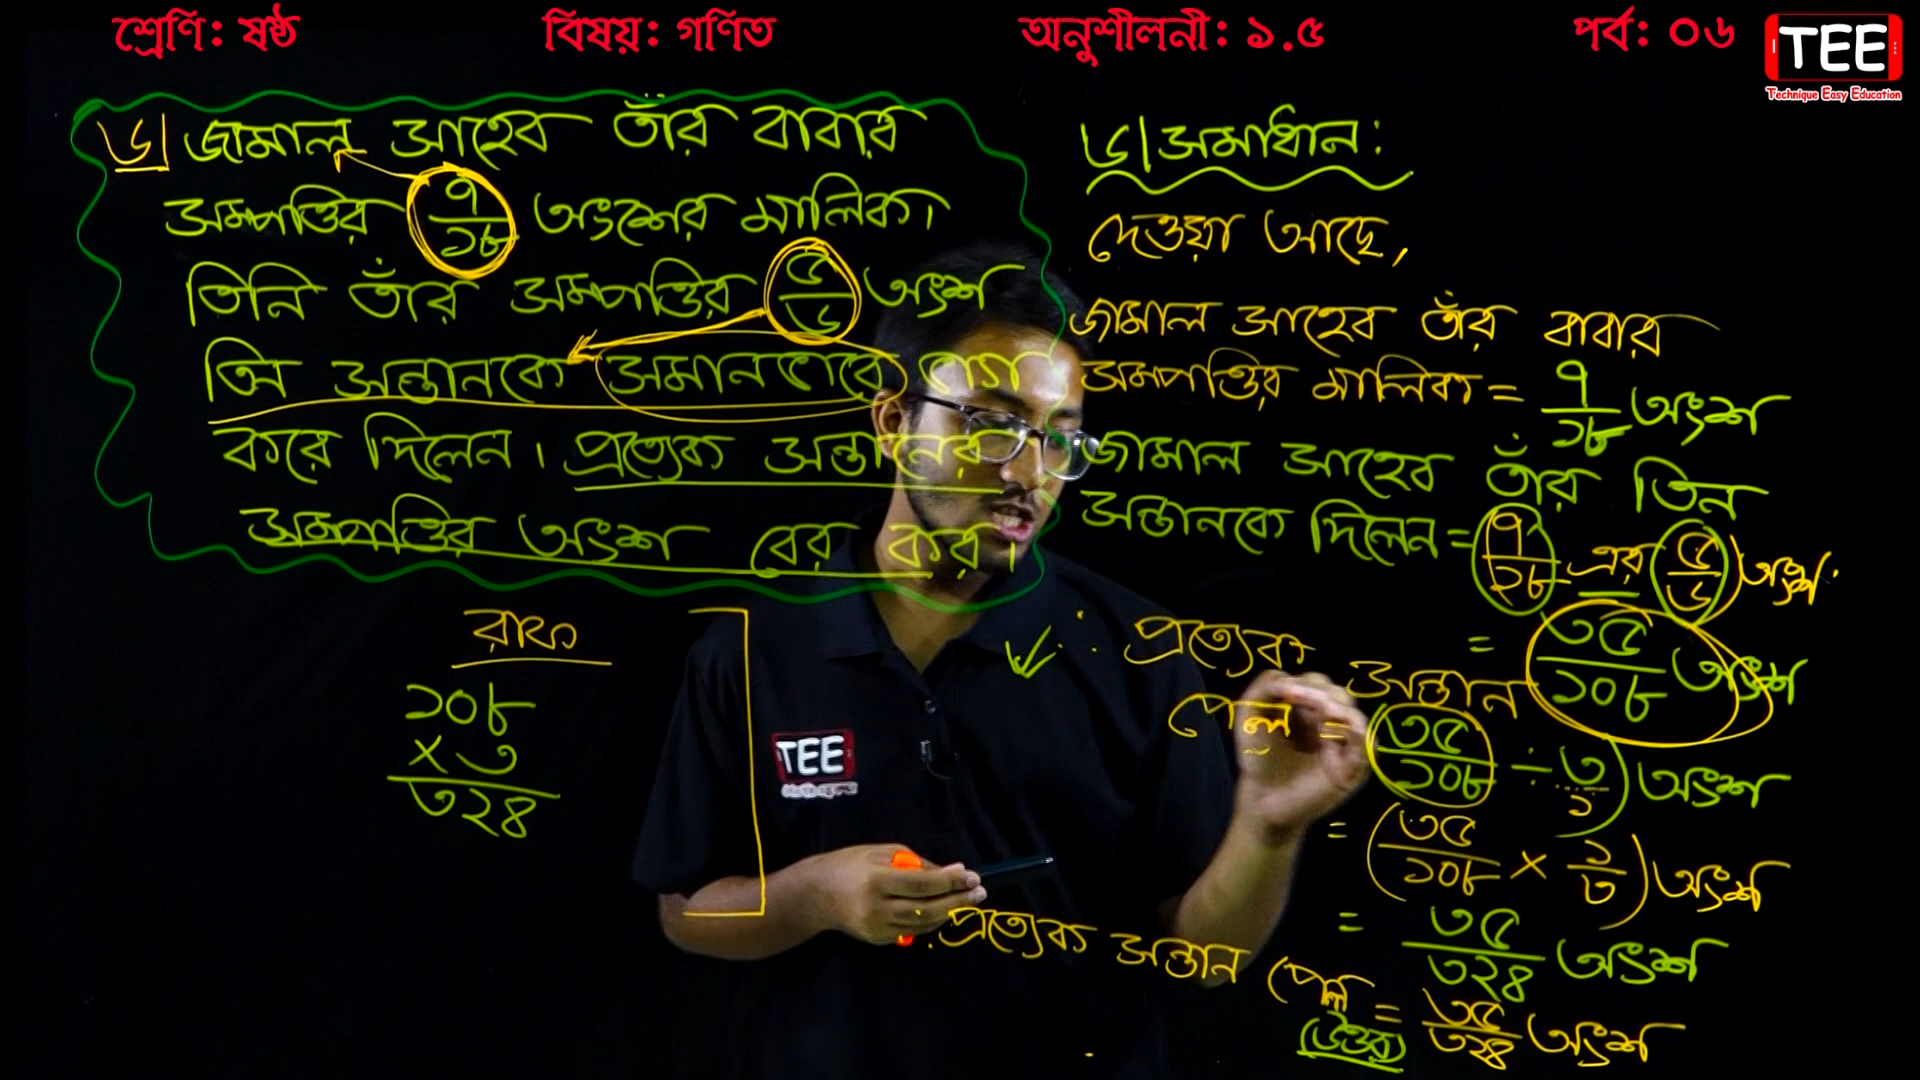 শ্রেণি: ষষ্ঠ
বিষয়: গণিত
অনুশীলনী: ১.৫
পর্ব: ০৬
TEE
Technique Easy Education
৬| জামাল সাহেব তাঁর বাবার
সম্পত্তির ৭/১৮ অংশের মালিক।
তিনি তাঁর সম্পত্তির ৫/৬ অংশ
তিন সন্তানকে সমানভাবে ভাগ
করে দিলেন। প্রত্যেক সন্তানের
সম্পত্তির অংশ বের কর।
রাফ
১০৮
× ৩
৩২৪
৬| সমাধান:
দেওয়া আছে,
জামাল সাহেব তাঁর বাবার
সম্পত্তির মালিক = ৭/১৮ অংশ
জামাল সাহেব তাঁর তিন
সন্তানকে দিলেন = (৭/১৮ এর ৫/৬) অংশ
= ৩৫/১০৮ অংশ
∴ প্রত্যেক সন্তান
পেল = (৩৫/১০৮ ÷ ৩/১) অংশ
= (৩৫/১০৮ × ১/৩) অংশ
= ৩৫/৩২৪ অংশ
∴ প্রত্যেক সন্তান পেল = ৩৫/৩২৪ অংশ
(উত্তর)
TEE